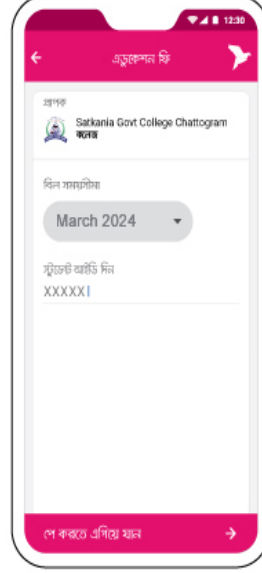 12:30
এডুকেশন ফি
প্রাপক
Satkania Govt College Chattogram
কলেজ
বিল সময়সীমা
March 2024
স্টুডেন্ট আইডি দিন
XXXXX
পে করতে এগিয়ে যান